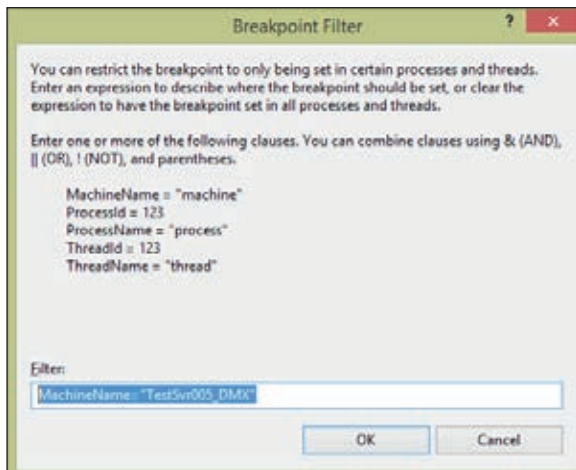 Breakpoint Filter
?
You can restrict the breakpoint to only being set in certain processes and threads.
Enter an expression to describe where the breakpoint should be set, or clear the
expression to have the breakpoint set in all processes and threads.
Enter one or more of the following clauses. You can combine clauses using & (AND),
|| (OR), ! (NOT), and parentheses.
MachineName = "machine"
ProcessId = 123
ProcessName = "process"
ThreadId = 123
ThreadName = "thread"
Filter:
MachineName= "TestSvr005_DMX"
OK
Cancel